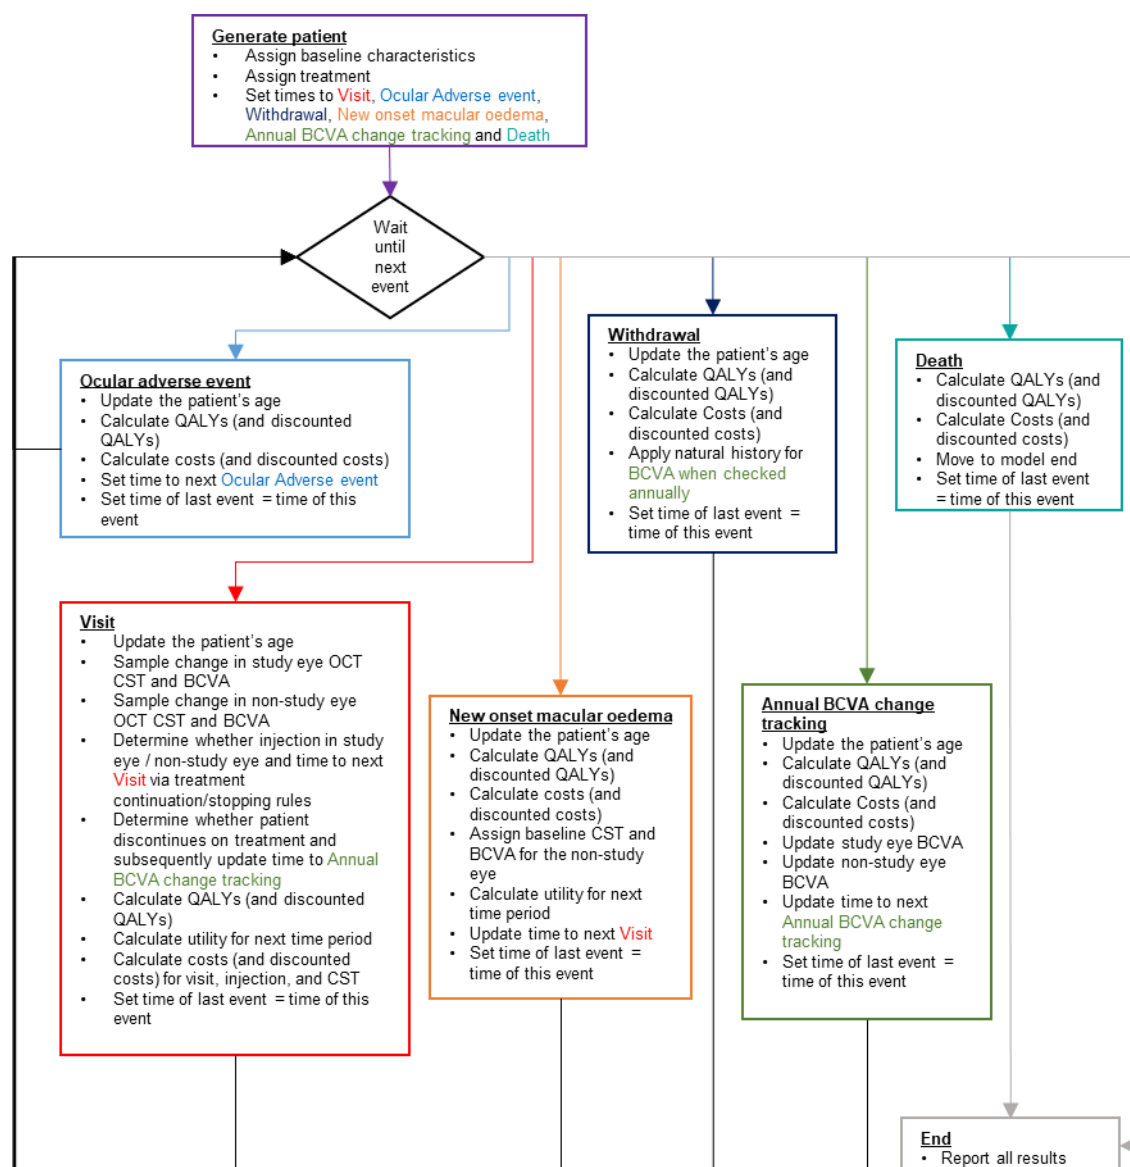 Generate patient
• Assign baseline characteristics
• Assign treatment
• Set times to Visit, Ocular Adverse event,
Withdrawal, New onset macular oedema,
Annual BCVA change tracking and Death
Wait
until
next
event
Ocular adverse event
• Update the patient's age
• Calculate QALYs (and discounted
QALYs)
• Calculate costs (and discounted costs)
• Set time to next Ocular Adverse event
• Set time of last event = time of this
event
Withdrawal
• Update the patient's age
• Calculate QALYs (and
discounted QALYs)
• Calculate Costs (and
discounted costs)
• Apply natural history for
BCVA when checked
annually
• Set time of last event =
time of this event
Death
• Calculate QALYs (and
discounted QALYs)
• Calculate Costs (and
discounted costs)
• Move to model end
• Set time of last event
= time of this event
Visit
• Update the patient's age
• Sample change in study eye OCT
CST and BCVA
• Sample change in non-study eye
OCT CST and BCVA
• Determine whether injection in study
eye / non-study eye and time to next
Visit via treatment
continuation/stopping rules
• Determine whether patient
discontinues on treatment and
subsequently update time to Annual
BCVA change tracking
• Calculate QALYs (and discounted
QALYs)
• Calculate utility for next time period
• Calculate costs (and discounted
costs) for visit, injection, and CST
• Set time of last event = time of this
event
New onset macular oedema
• Update the patient's age
• Calculate QALYs (and
discounted QALYs)
• Calculate costs (and
discounted costs)
• Assign baseline CST and
BCVA for the non-study
eye
• Calculate utility for next
time period
• Update time to next Visit
• Set time of last event =
time of this event
Annual BCVA change
tracking
• Update the patient's age
• Calculate QALYs (and
discounted QALYs)
• Calculate Costs (and
discounted costs)
• Update study eye BCVA
• Update non-study eye
BCVA
• Update time to next
Annual BCVA change
tracking
• Set time of last event =
time of this event
End
• Report all results